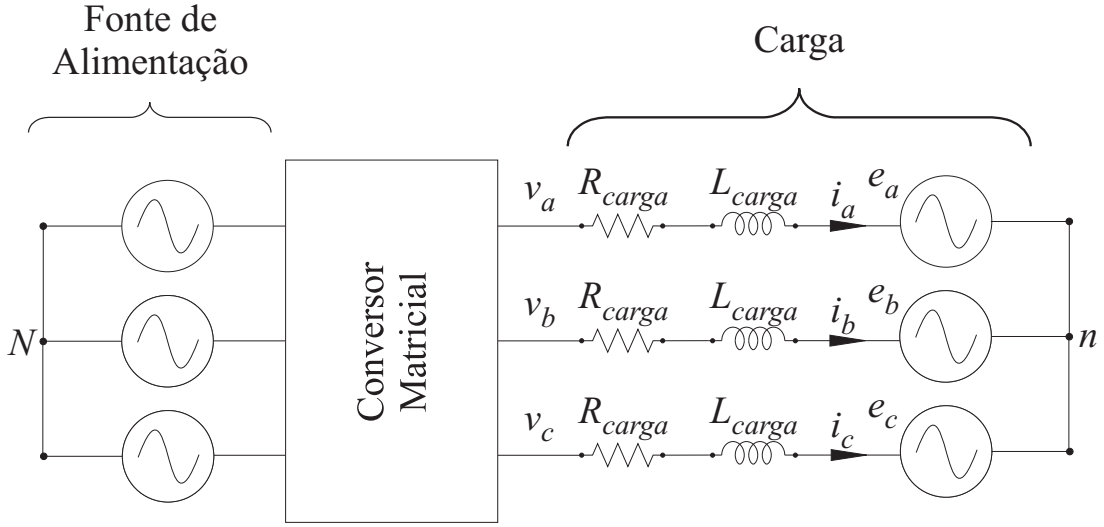 Fonte de
Alimentação
Carga
v_a R_carga L_carga i_a e_a
Conversor
Matricial
N
v_b R_carga L_carga i_b e_b
n
v_c R_carga L_carga i_c e_c